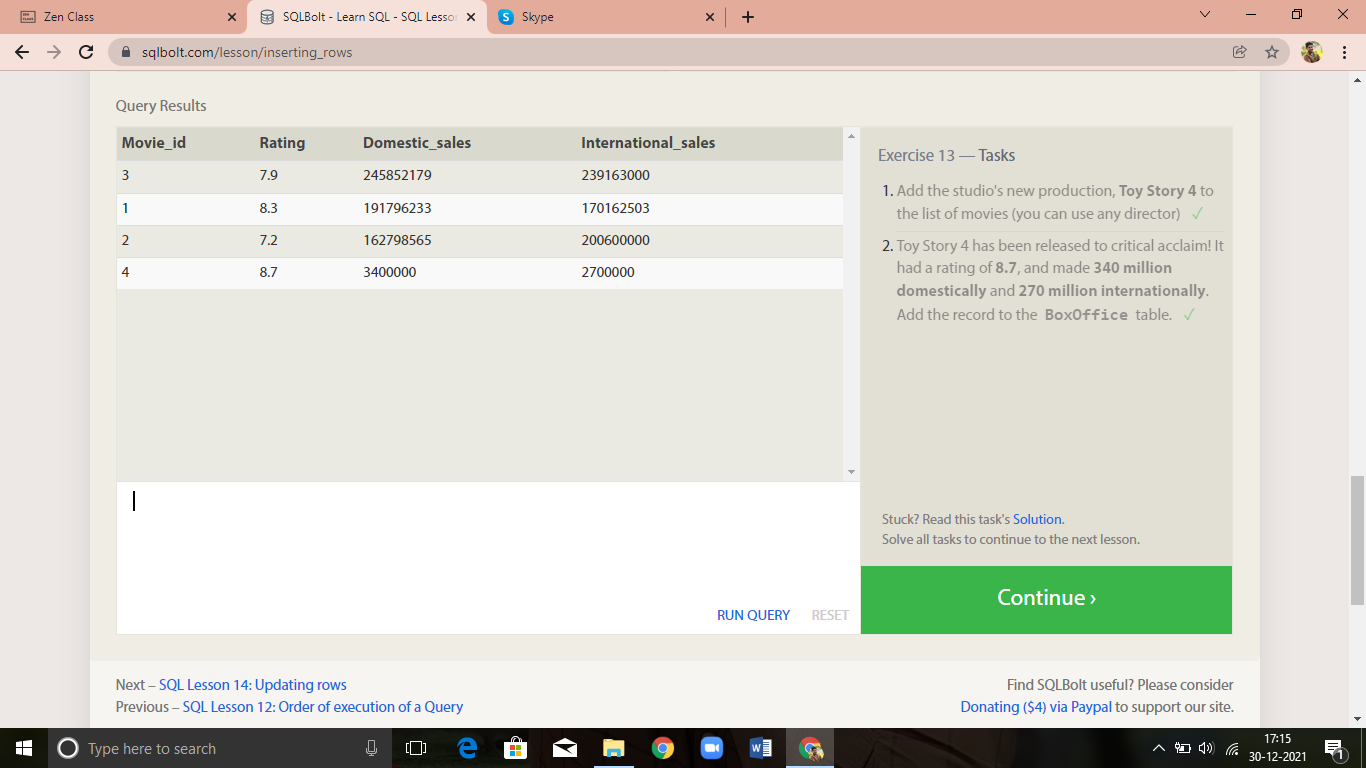 Zen Class
SQLBolt - Learn SQL - SQL Lesson
Skype
sqlbolt.com/lesson/inserting_rows
Query Results
Movie_id Rating Domestic_sales International_sales
3 7.9 245852179 239163000
1 8.3 191796233 170162503
2 7.2 162798565 200600000
4 8.7 3400000 2700000
Exercise 13 — Tasks
1. Add the studio's new production, Toy Story 4 to
the list of movies (you can use any director) ✓
2. Toy Story 4 has been released to critical acclaim! It
had a rating of 8.7, and made 340 million
domestically and 270 million internationally.
Add the record to the BoxOffice table. ✓
Stuck? Read this task's Solution.
Solve all tasks to continue to the next lesson.
RUN QUERY RESET
Continue ›
Next – SQL Lesson 14: Updating rows
Previous – SQL Lesson 12: Order of execution of a Query
Find SQLBolt useful? Please consider
Donating ($4) via Paypal to support our site.
Type here to search
17:15
30-12-2021
1